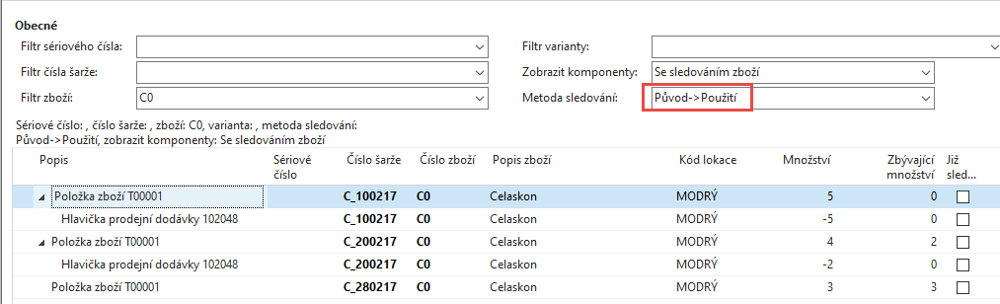 Obecné
Filtr sériového čísla:
Filtr varianty:
Filtr čísla šarže:
Zobrazit komponenty: Se sledováním zboží
Filtr zboží: C0
Metoda sledování: Původ->Použití
Sériové číslo: , číslo šarže: , zboží: C0, varianta: , metoda sledování:
Původ->Použití, zobrazit komponenty: Se sledováním zboží
Popis Sériové číslo Číslo šarže Číslo zboží Popis zboží Kód lokace Množství Zbývající množství Již sled...
Položka zboží T00001 C_100217 C0 Celaskon MODRÝ 5 0
Hlavička prodejní dodávky 102048 C_100217 C0 Celaskon MODRÝ -5 0
Položka zboží T00001 C_200217 C0 Celaskon MODRÝ 4 2
Hlavička prodejní dodávky 102048 C_200217 C0 Celaskon MODRÝ -2 0
Položka zboží T00001 C_280217 C0 Celaskon MODRÝ 3 3